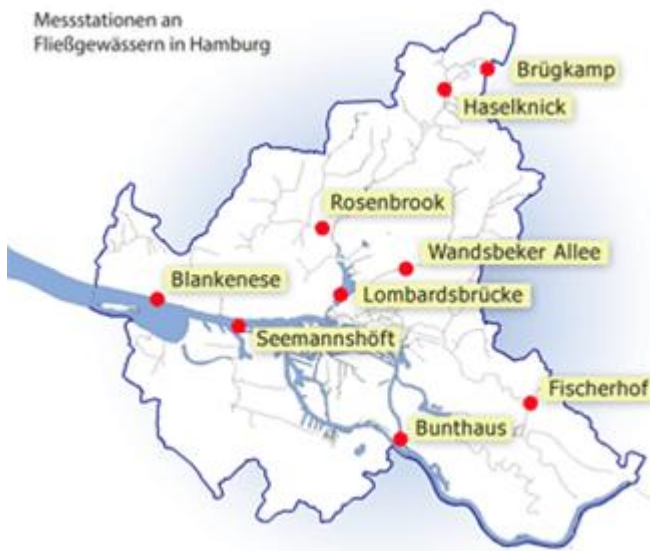 Messstationen an
Fließgewässern in Hamburg
Brügkamp
Haselknick
Rosenbrook
Wandsbeker Allee
Blankenese
Lombardsbrücke
Seemannshöft
Fischerhof
Bunthaus